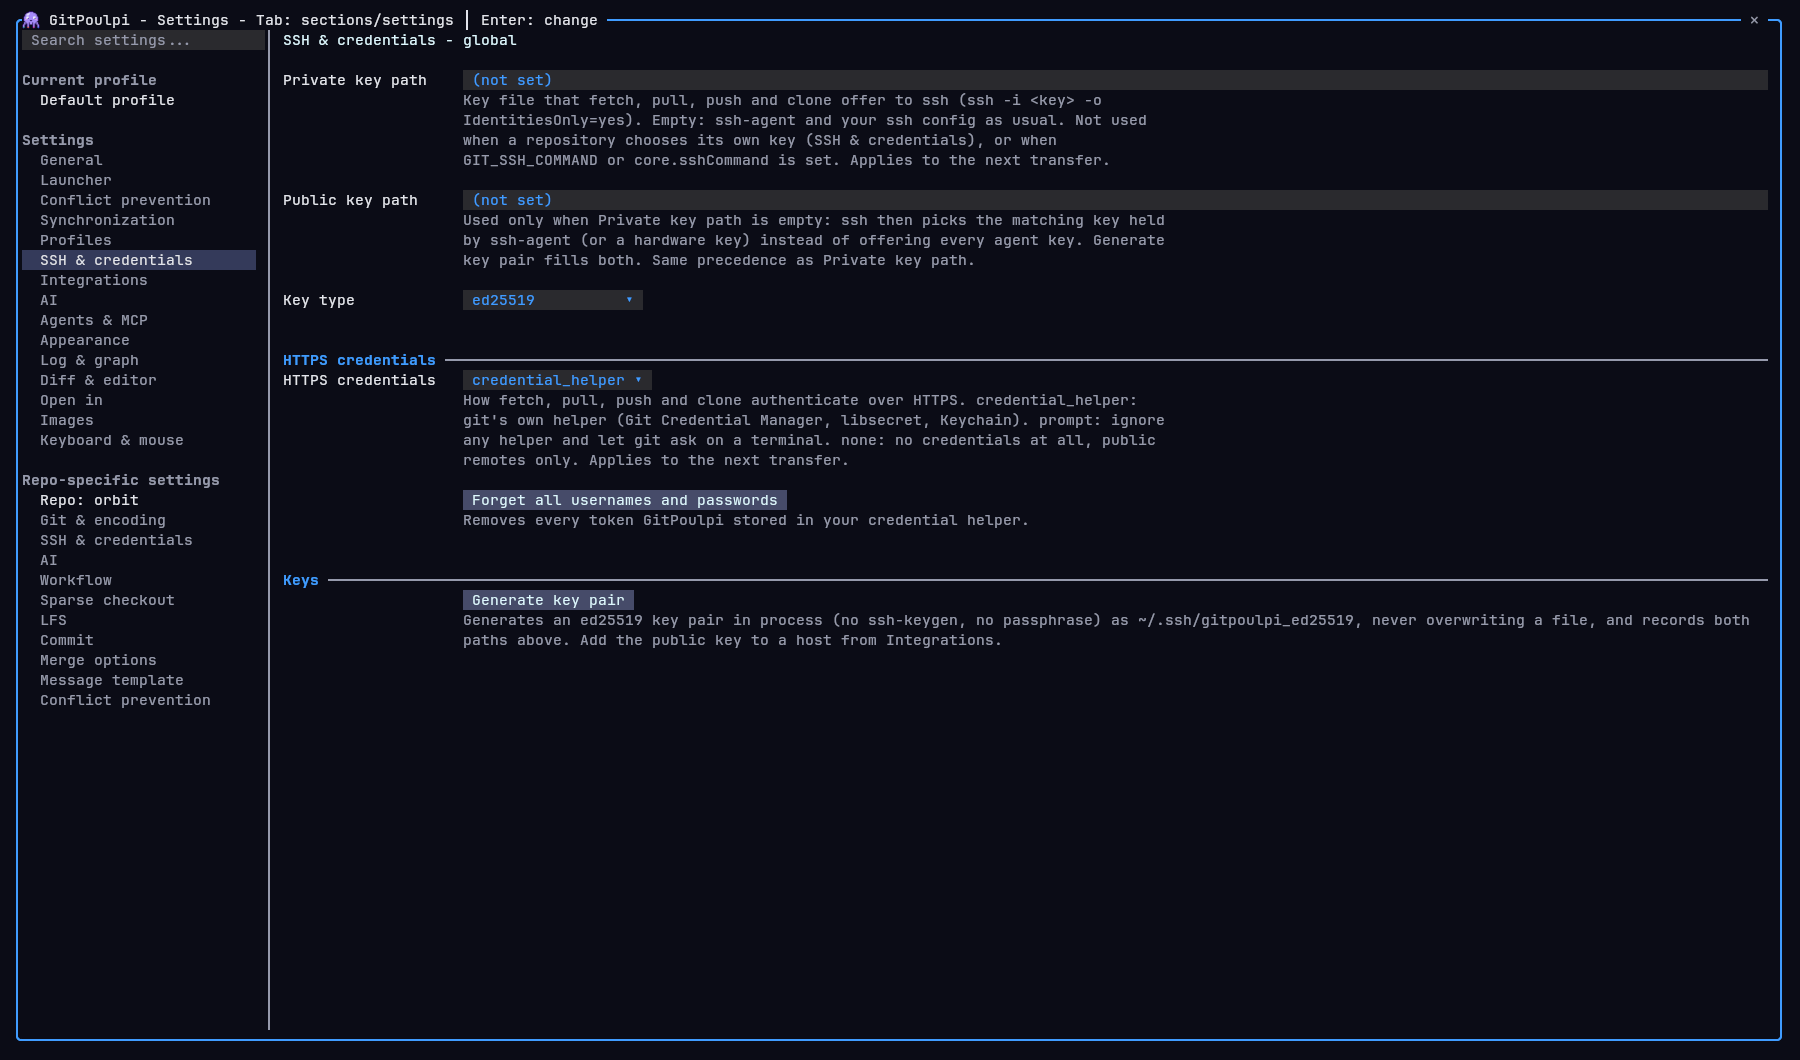 GitPoulpi - Settings - Tab: sections/settings │ Enter: change
×
Search settings...
Current profile
Default profile
Settings
General
Launcher
Conflict prevention
Synchronization
Profiles
SSH & credentials
Integrations
AI
Agents & MCP
Appearance
Log & graph
Diff & editor
Open in
Images
Keyboard & mouse
Repo-specific settings
Repo: orbit
Git & encoding
SSH & credentials
AI
Workflow
Sparse checkout
LFS
Commit
Merge options
Message template
Conflict prevention
SSH & credentials - global
Private key path (not set)
Key file that fetch, pull, push and clone offer to ssh (ssh -i <key> -o
IdentitiesOnly=yes). Empty: ssh-agent and your ssh config as usual. Not used
when a repository chooses its own key (SSH & credentials), or when
GIT_SSH_COMMAND or core.sshCommand is set. Applies to the next transfer.
Public key path (not set)
Used only when Private key path is empty: ssh then picks the matching key held
by ssh-agent (or a hardware key) instead of offering every agent key. Generate
key pair fills both. Same precedence as Private key path.
Key type ed25519 ▾
HTTPS credentials
HTTPS credentials credential_helper ▾
How fetch, pull, push and clone authenticate over HTTPS. credential_helper:
git's own helper (Git Credential Manager, libsecret, Keychain). prompt: ignore
any helper and let git ask on a terminal. none: no credentials at all, public
remotes only. Applies to the next transfer.
Forget all usernames and passwords
Removes every token GitPoulpi stored in your credential helper.
Keys
Generate key pair
Generates an ed25519 key pair in process (no ssh-keygen, no passphrase) as ~/.ssh/gitpoulpi_ed25519, never overwriting a file, and records both
paths above. Add the public key to a host from Integrations.